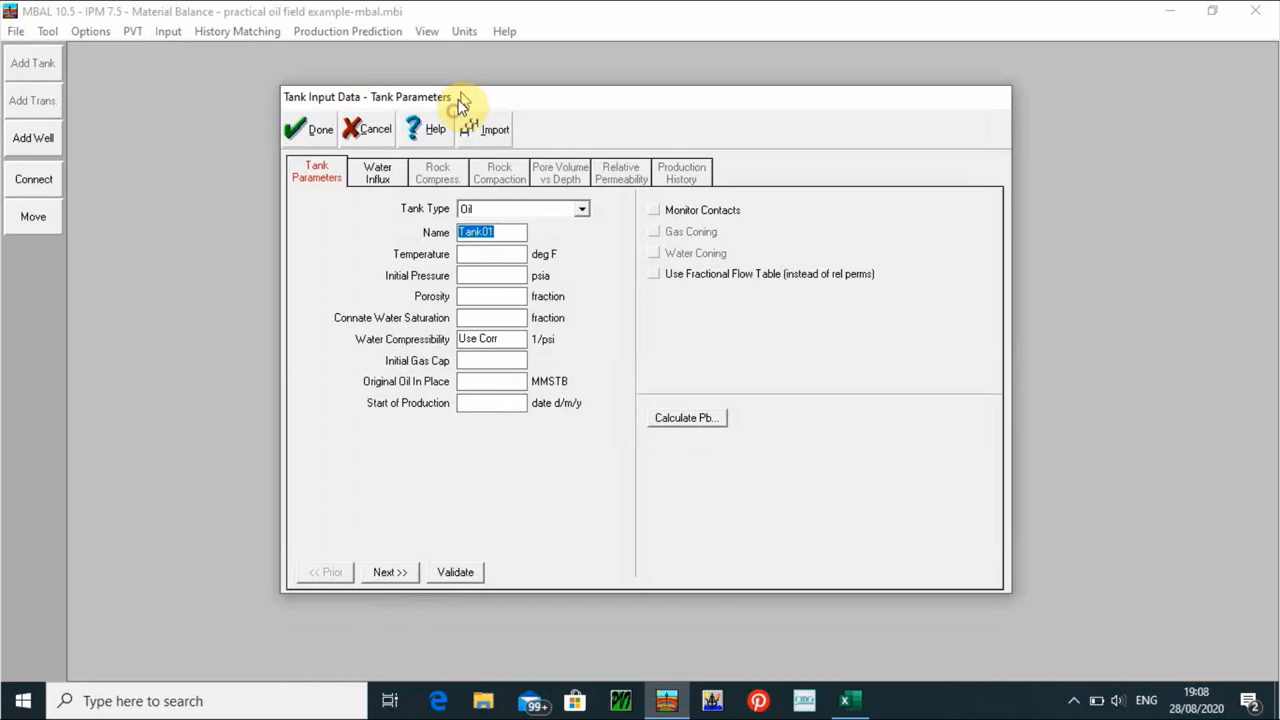 MBAL 10.5 - IPM 7.5 - Material Balance - practical oil field example-mbal.mbi
File Tool Options PVT Input History Matching Production Prediction View Units Help
Add Tank
Add Trans.
Add Well
Connect
Move
Tank Input Data - Tank Parameters
Done Cancel Help Import
Tank Parameters
Water Influx
Rock Compress.
Rock Compaction
Pore Volume vs Depth
Relative Permeability
Production History
Tank Type Oil
Name Tank01
Temperature deg F
Initial Pressure psia
Porosity fraction
Connate Water Saturation fraction
Water Compressibility Use Corr 1/psi
Initial Gas Cap
Original Oil In Place MMSTB
Start of Production date d/m/y
Monitor Contacts
Gas Coning
Water Coning
Use Fractional Flow Table (instead of rel perms)
Calculate Pb...
<< Prior Next >> Validate
Type here to search
99+
ENG
19:08
28/08/2020
2